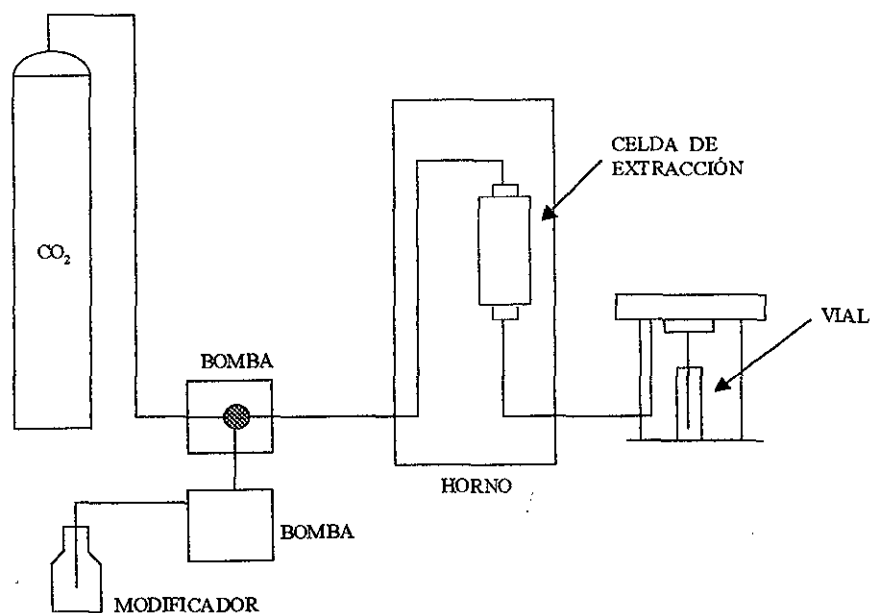 CELDA DE
EXTRACCIÓN
CO₂
VIAL
BOMBA
HORNO
BOMBA
MODIFICADOR